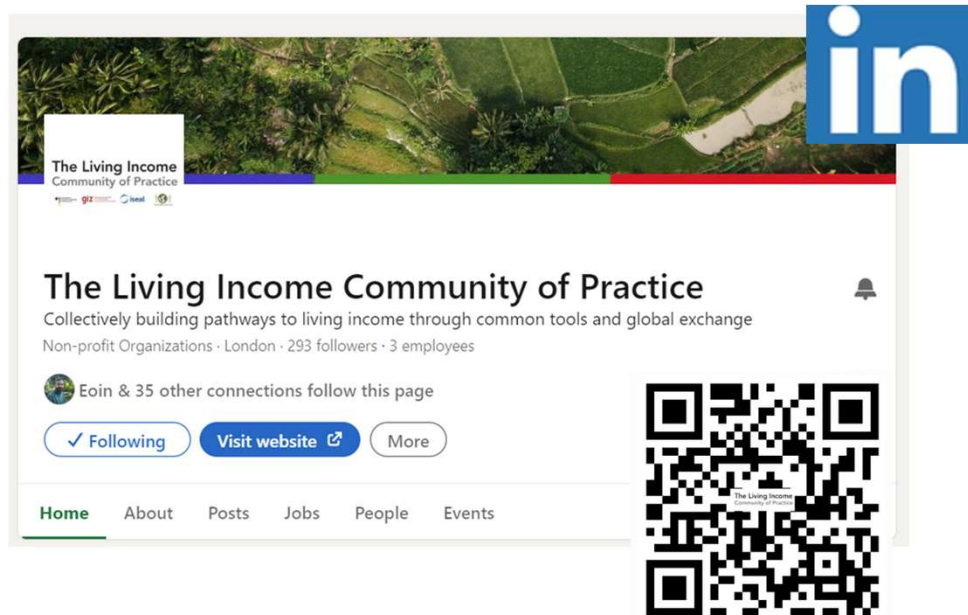 in
The Living Income
Community of Practice
giz
iseal
The Living Income Community of Practice
Collectively building pathways to living income through common tools and global exchange
Non-profit Organizations · London · 293 followers · 3 employees
Eoin & 35 other connections follow this page
✓ Following Visit website More
Home About Posts Jobs People Events
The Living Income
Community of Practice